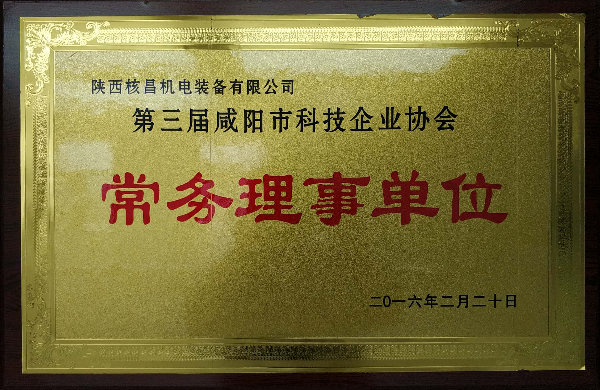 陕西核昌机电装备有限公司
第三届咸阳市科技企业协会
常务理事单位
二〇一六年二月二十日